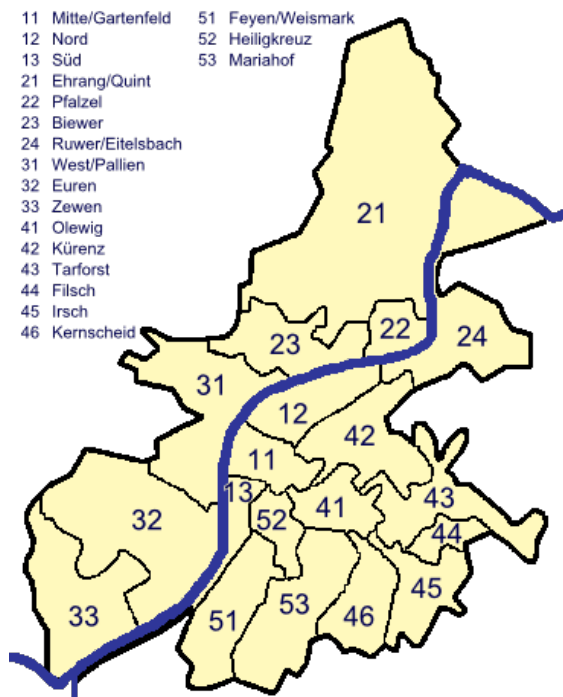 11 Mitte/Gartenfeld
12 Nord
13 Süd
21 Ehrang/Quint
22 Pfalzel
23 Biewer
24 Ruwer/Eitelsbach
31 West/Pallien
32 Euren
33 Zewen
41 Olewig
42 Kürenz
43 Tarforst
44 Filsch
45 Irsch
46 Kernscheid
51 Feyen/Weismark
52 Heiligkreuz
53 Mariahof
21
22
23
24
31
12
42
11
13
43
41
52
32
44
45
33
51
53
46